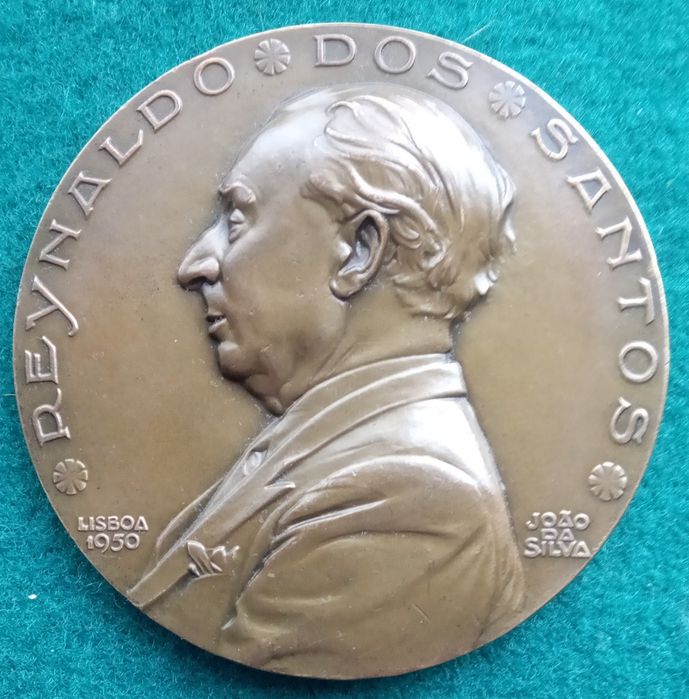 REYNALDO DOS SANTOS
LISBOA
1950
JOÃO
DA
SILVA